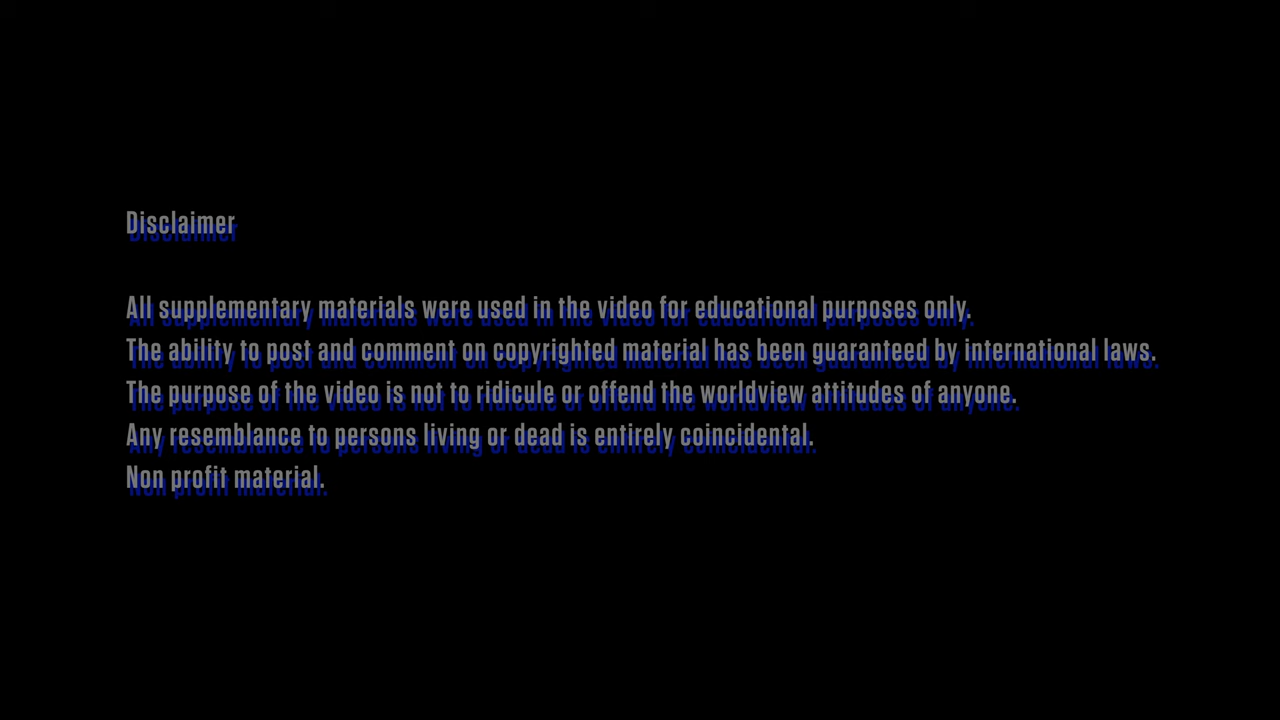 Disclaimer
All supplementary materials were used in the video for educational purposes only.
The ability to post and comment on copyrighted material has been guaranteed by international laws.
The purpose of the video is not to ridicule or offend the worldview attitudes of anyone.
Any resemblance to persons living or dead is entirely coincidental.
Non profit material.